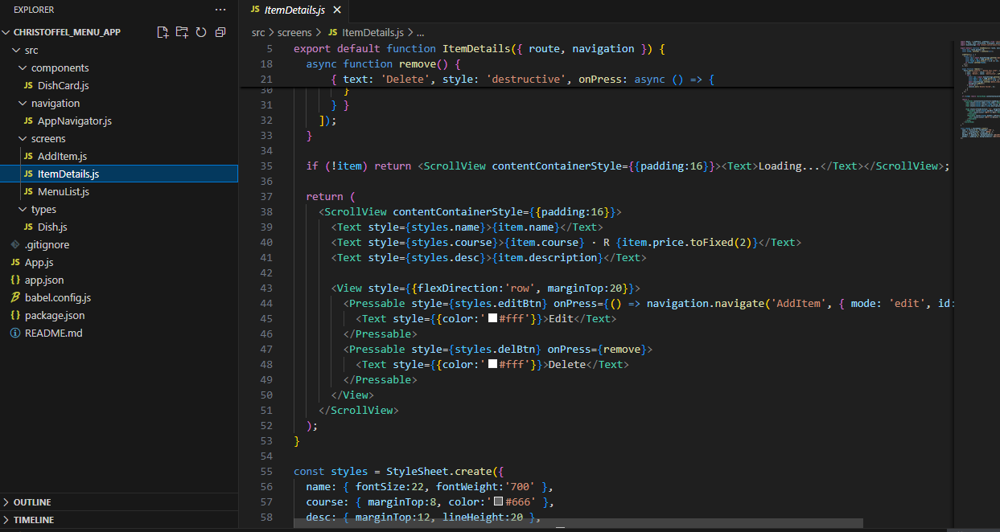 EXPLORER
CHRISTOFFEL_MENU_APP
src
components
JS DishCard.js
navigation
JS AppNavigator.js
screens
JS AddItem.js
JS ItemDetails.js
JS MenuList.js
types
JS Dish.js
.gitignore
JS App.js
{} app.json
babel.config.js
{} package.json
README.md
OUTLINE
TIMELINE
JS ItemDetails.js
src > screens > JS ItemDetails.js > ...
5 export default function ItemDetails({ route, navigation }) {
18 async function remove() {
21 { text: 'Delete', style: 'destructive', onPress: async () => {
30 }
31 } }
32 ]);
33 }
34
35 if (!item) return <ScrollView contentContainerStyle={{padding:16}}><Text>Loading...</Text></ScrollView>;
36
37 return (
38 <ScrollView contentContainerStyle={{padding:16}}>
39 <Text style={styles.name}>{item.name}</Text>
40 <Text style={styles.course}>{item.course} · R {item.price.toFixed(2)}</Text>
41 <Text style={styles.desc}>{item.description}</Text>
42
43 <View style={{flexDirection:'row', marginTop:20}}>
44 <Pressable style={styles.editBtn} onPress={() => navigation.navigate('AddItem', { mode: 'edit', id:
45 <Text style={{color:'#fff'}}>Edit</Text>
46 </Pressable>
47 <Pressable style={styles.delBtn} onPress={remove}>
48 <Text style={{color:'#fff'}}>Delete</Text>
49 </Pressable>
50 </View>
51 </ScrollView>
52 );
53 }
54
55 const styles = StyleSheet.create({
56 name: { fontSize:22, fontWeight:'700' },
57 course: { marginTop:8, color:'#666' },
58 desc: { marginTop:12, lineHeight:20 },